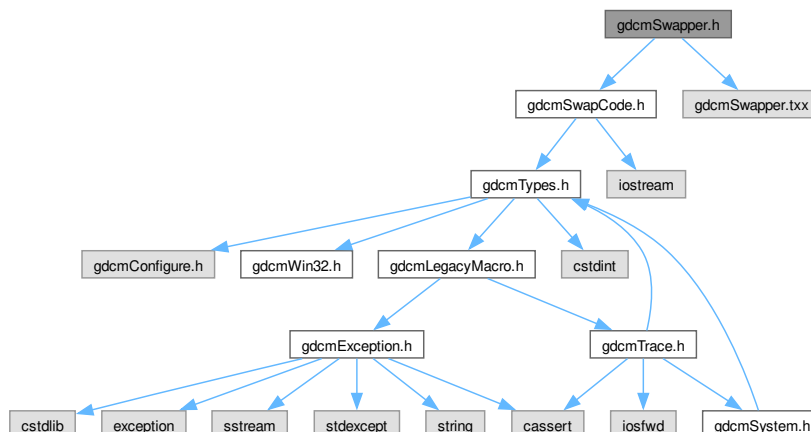 gdcmSwapper.h
gdcmSwapCode.h
gdcmSwapper.txx
gdcmTypes.h
iostream
gdcmConfigure.h
gdcmWin32.h
gdcmLegacyMacro.h
cstdint
gdcmException.h
gdcmTrace.h
cstdlib
exception
sstream
stdexcept
string
cassert
iosfwd
gdcmSystem.h